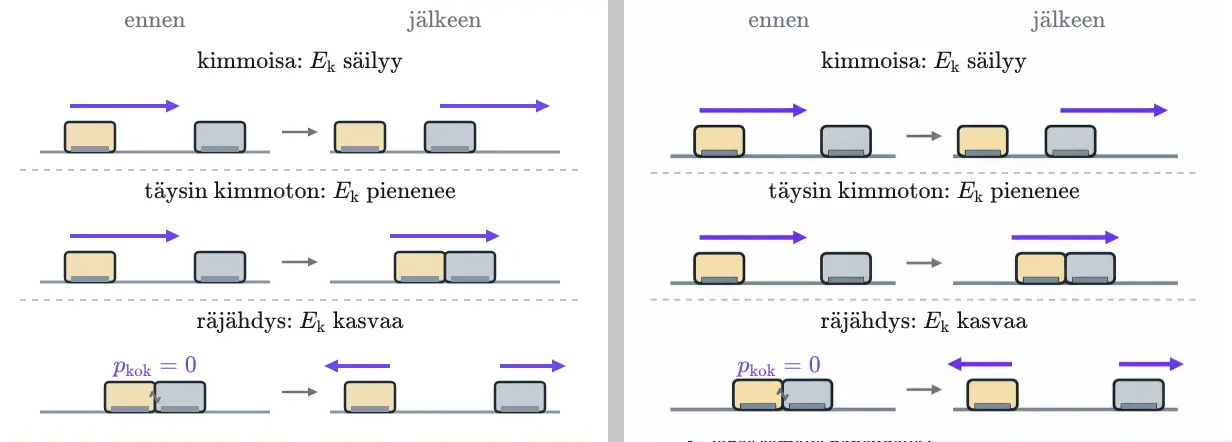 ennen jälkeen
kimmoisa: Eₖ säilyy
täysin kimmoton: Eₖ pienenee
räjähdys: Eₖ kasvaa
pₖₒₖ = 0
ennen jälkeen
kimmoisa: Eₖ säilyy
täysin kimmoton: Eₖ pienenee
räjähdys: Eₖ kasvaa
pₖₒₖ = 0